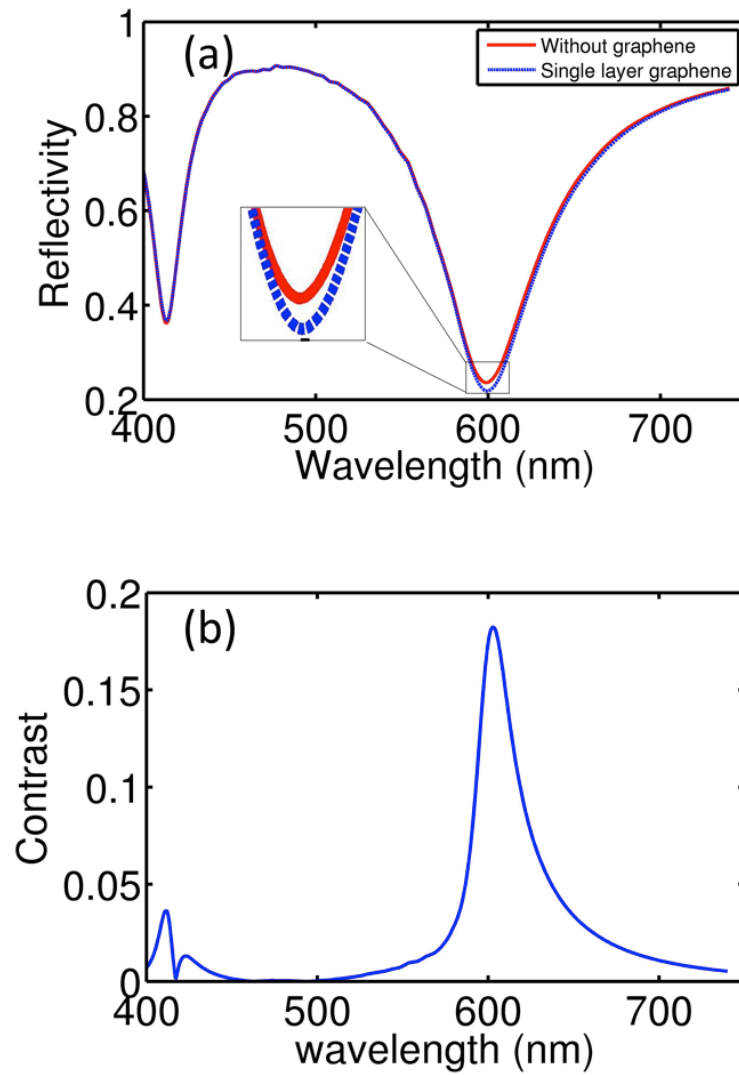 (a)
Without graphene
Single layer graphene
Reflectivity
1
0.8
0.6
0.4
0.2
400 500 600 700
Wavelength (nm)
(b)
Contrast
0.2
0.15
0.1
0.05
0
400 500 600 700
wavelength (nm)